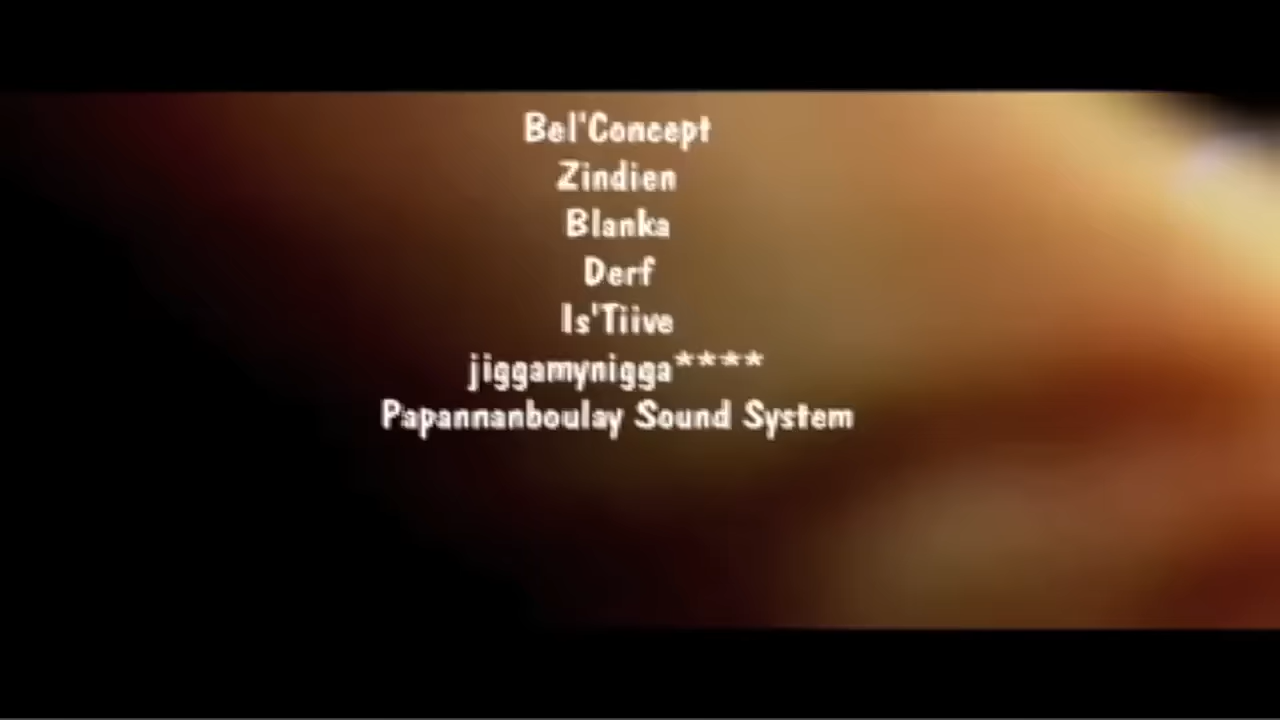 Bel'Concept
Zindien
Blanka
Derf
Is'Tiive
jiggamynigga****
Papannanboulay Sound System